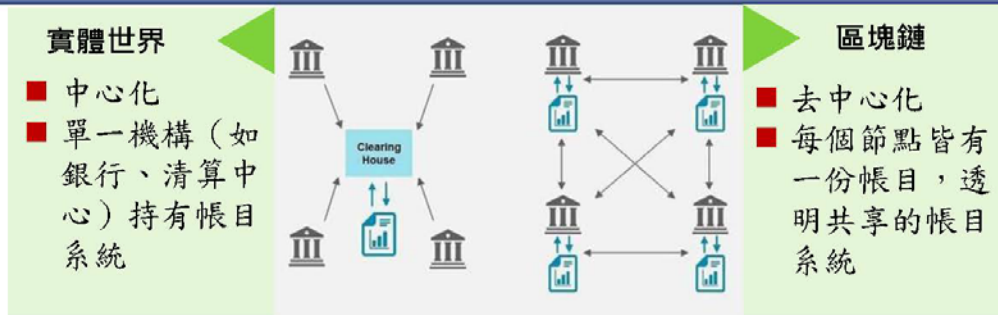 實體世界
■ 中心化
■ 單一機構（如
銀行、清算中
心）持有帳目
系統
Clearing
House
區塊鏈
■ 去中心化
■ 每個節點皆有
一份帳目，透
明共享的帳目
系統